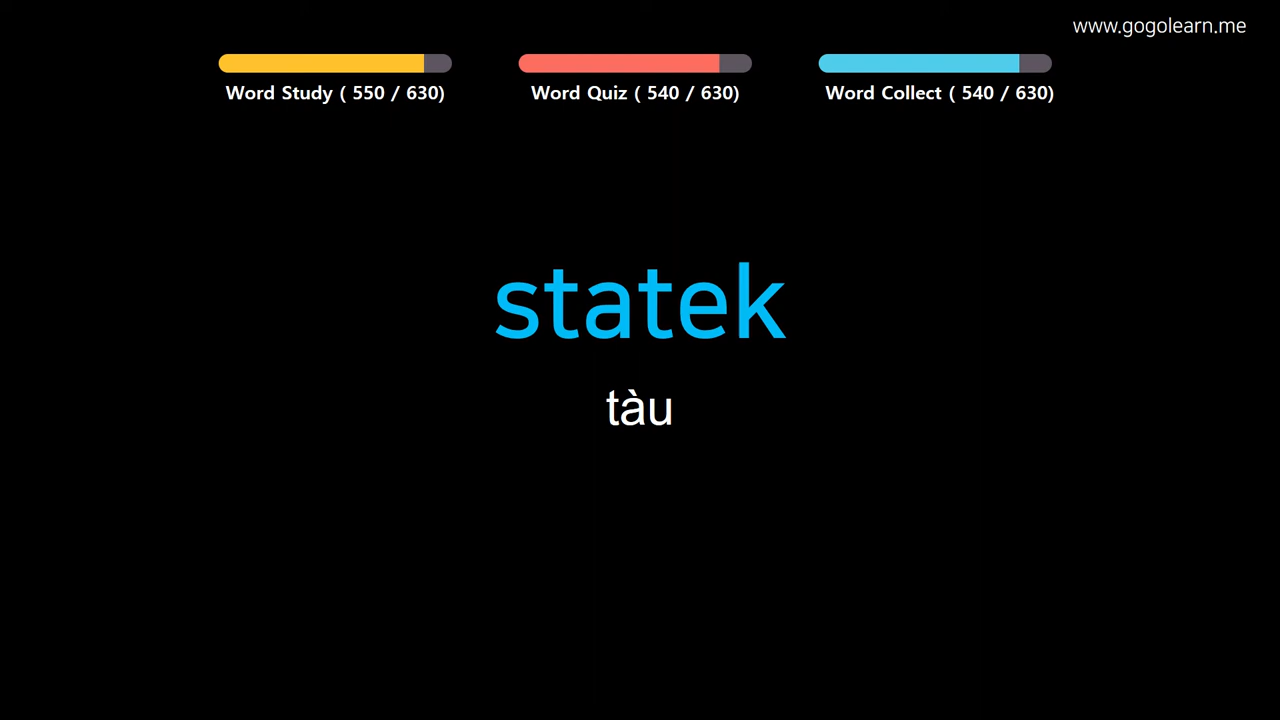 www.gogolearn.me
Word Study ( 550 / 630)
Word Quiz ( 540 / 630)
Word Collect ( 540 / 630)
statek
tàu